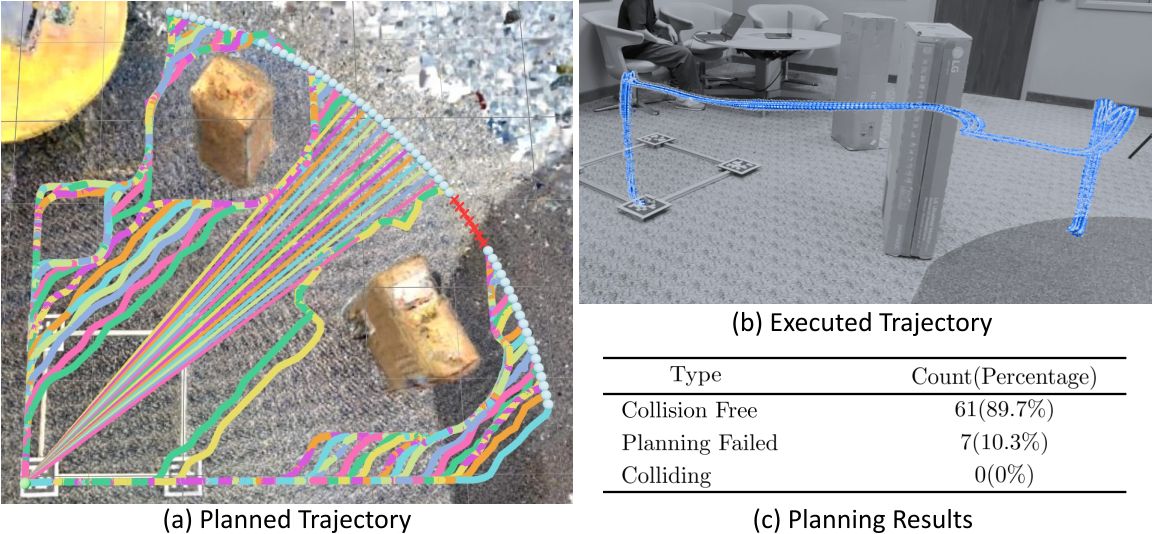 (a) Planned Trajectory
LG
(b) Executed Trajectory
Type Count(Percentage)
Collision Free 61(89.7%)
Planning Failed 7(10.3%)
Colliding 0(0%)
(c) Planning Results